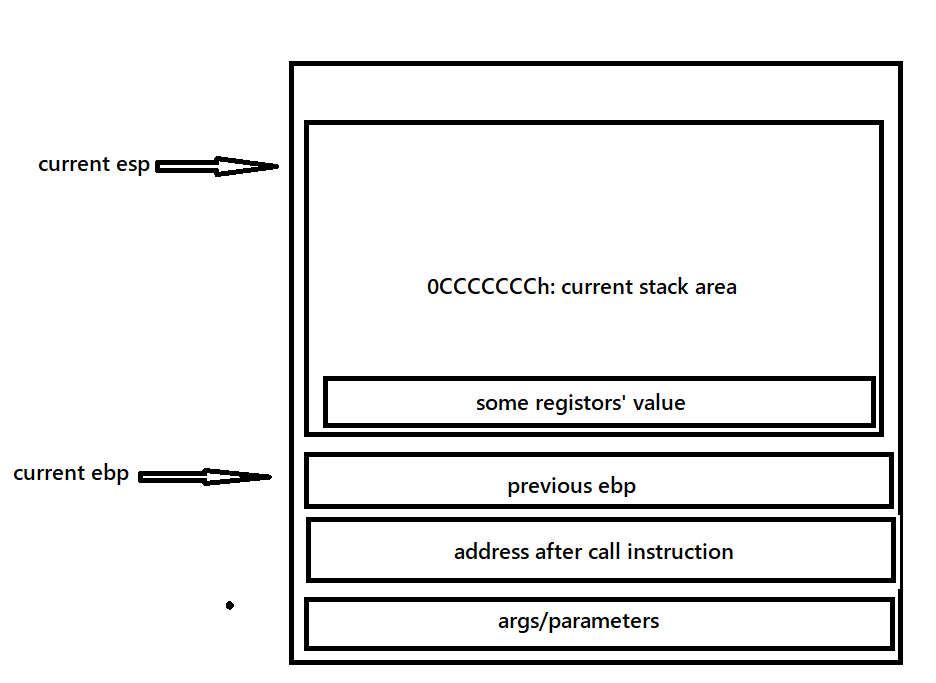 current esp
0CCCCCCCh: current stack area
some registors' value
current ebp
previous ebp
address after call instruction
args/parameters